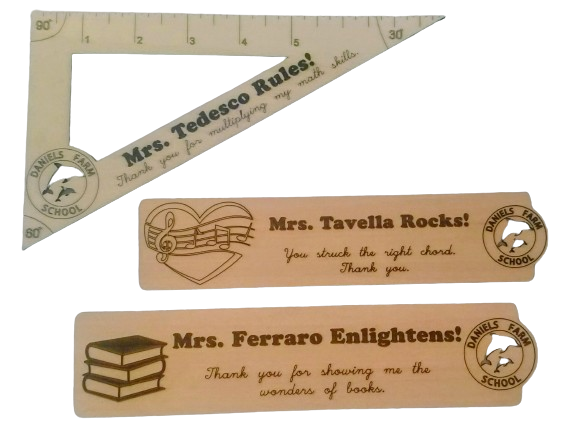 90°
1
2
3
4
5
30°
Mrs. Tedesco Rules!
Thank you for multiplying my math skills.
DANIELS FARM
SCHOOL
60°
Mrs. Tavella Rocks!
You struck the right chord.
Thank you.
DANIELS FARM
SCHOOL
Mrs. Ferraro Enlightens!
Thank you for showing me the
wonders of books.
DANIELS FARM
SCHOOL